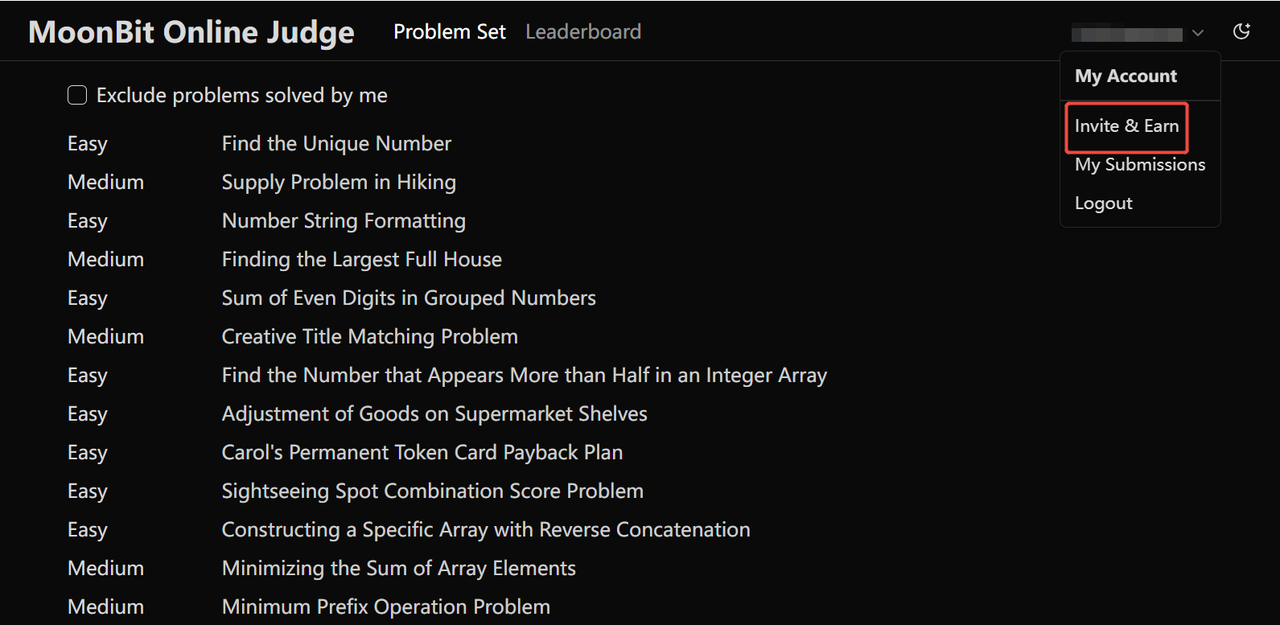 MoonBit Online Judge Problem Set Leaderboard
My Account
Invite & Earn
My Submissions
Logout
Exclude problems solved by me
Easy Find the Unique Number
Medium Supply Problem in Hiking
Easy Number String Formatting
Medium Finding the Largest Full House
Easy Sum of Even Digits in Grouped Numbers
Medium Creative Title Matching Problem
Easy Find the Number that Appears More than Half in an Integer Array
Easy Adjustment of Goods on Supermarket Shelves
Easy Carol's Permanent Token Card Payback Plan
Easy Sightseeing Spot Combination Score Problem
Easy Constructing a Specific Array with Reverse Concatenation
Medium Minimizing the Sum of Array Elements
Medium Minimum Prefix Operation Problem